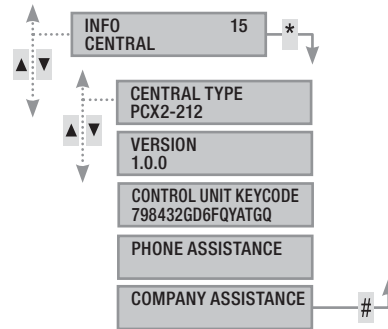 INFO 15
CENTRAL
*
▲ ▼
CENTRAL TYPE
PCX2-212
▲ ▼
VERSION
1.0.0
CONTROL UNIT KEYCODE
798432GD6FQYATGQ
PHONE ASSISTANCE
COMPANY ASSISTANCE
#